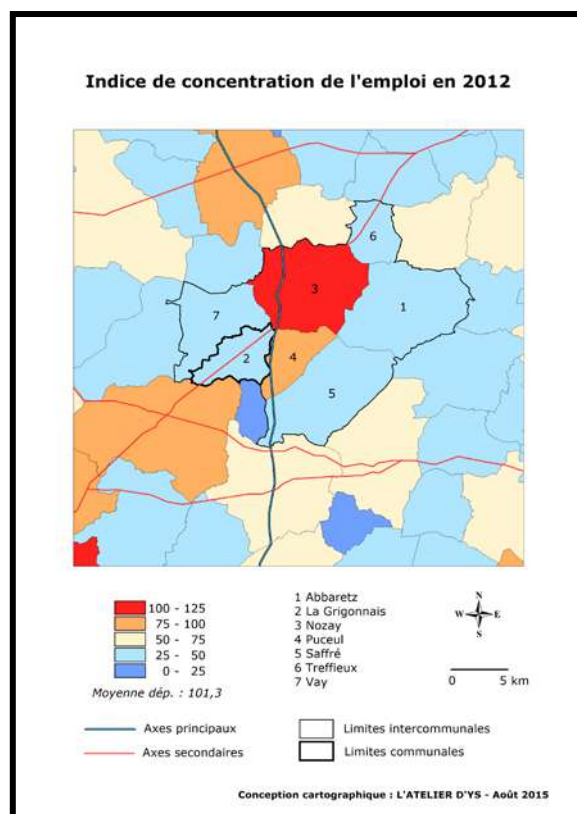 Indice de concentration de l'emploi en 2012
6
3
1
7
2
4
5
100 - 125
75 - 100
50 - 75
25 - 50
0 - 25
Moyenne dép. : 101,3
1 Abbaretz
2 La Grigonnais
3 Nozay
4 Puceul
5 Saffré
6 Treffieux
7 Vay
N
W E
S
0 5 km
Axes principaux
Axes secondaires
Limites intercommunales
Limites communales
Conception cartographique : L'ATELIER D'YS - Août 2015